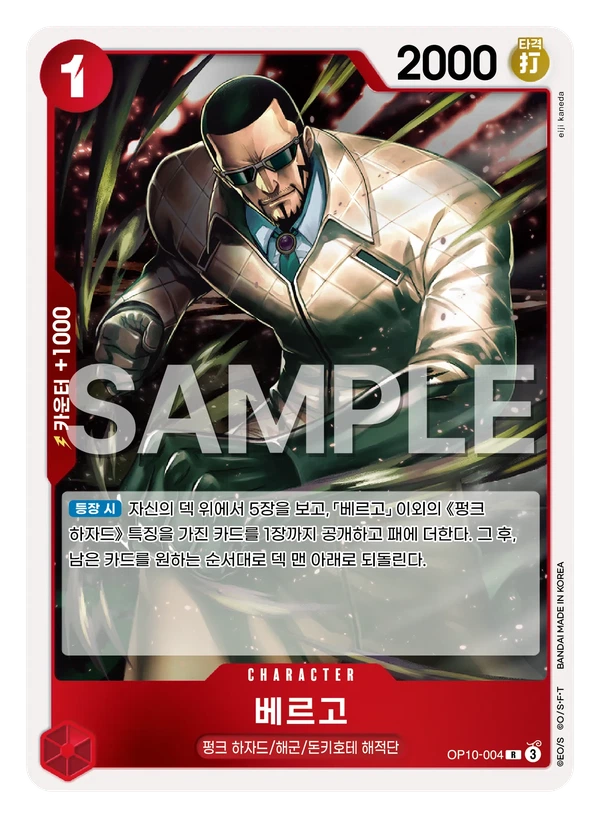 1
2000
타격
打
eiji kaneda
카운터 +1000
SAMPLE
등장 시 자신의 덱 위에서 5장을 보고, 「베르고」 이외의 《펑크
하자드》 특징을 가진 카드를 1장까지 공개하고 패에 더한다. 그 후,
남은 카드를 원하는 순서대로 덱 맨 아래로 되돌린다.
CHARACTER
베르고
펑크 하자드/해군/돈키호테 해적단
OP10-004 R 3
©EO/S ©O/S·F·T BANDAI MADE IN KOREA